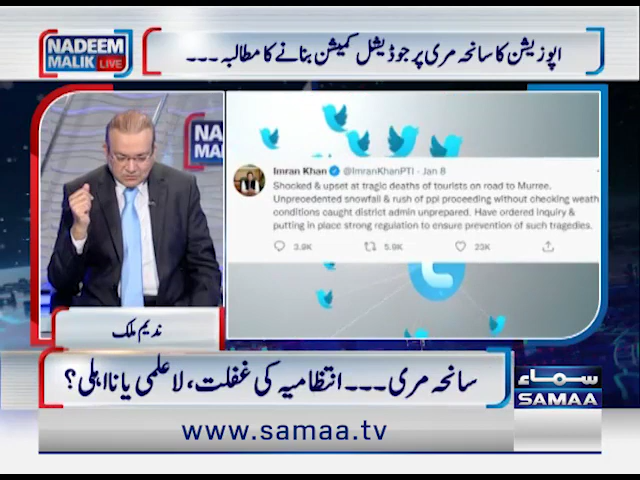 NADEEM
MALIK LIVE
اپوزیشن کا سانحہ مری پر جوڈیشل کمیشن بنانے کا مطالبہ ۔۔۔
NADEE
MALIK
Imran Khan @ImranKhanPTI · Jan 8
Shocked & upset at tragic deaths of tourists on road to Murree.
Unprecedented snowfall & rush of ppl proceeding without checking weath
conditions caught district admin unprepared. Have ordered inquiry &
putting in place strong regulation to ensure prevention of such tragedies.
3.9K 5.9K 23K
ندیم ملک
سانحہ مری ۔۔۔ انتظامیہ کی غفلت، لاعلمی یا نااہلی؟
سماء
SAMAA
www.samaa.tv